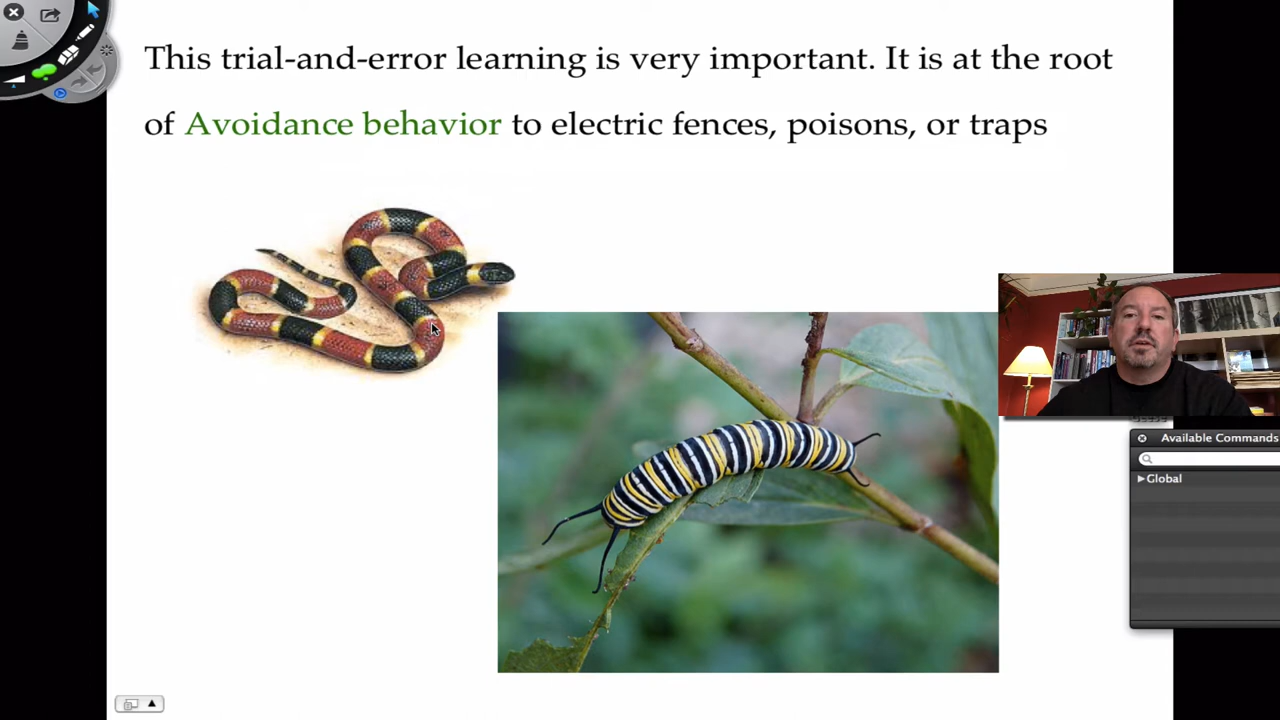 This trial-and-error learning is very important. It is at the root
of Avoidance behavior to electric fences, poisons, or traps
Available Commands
Global